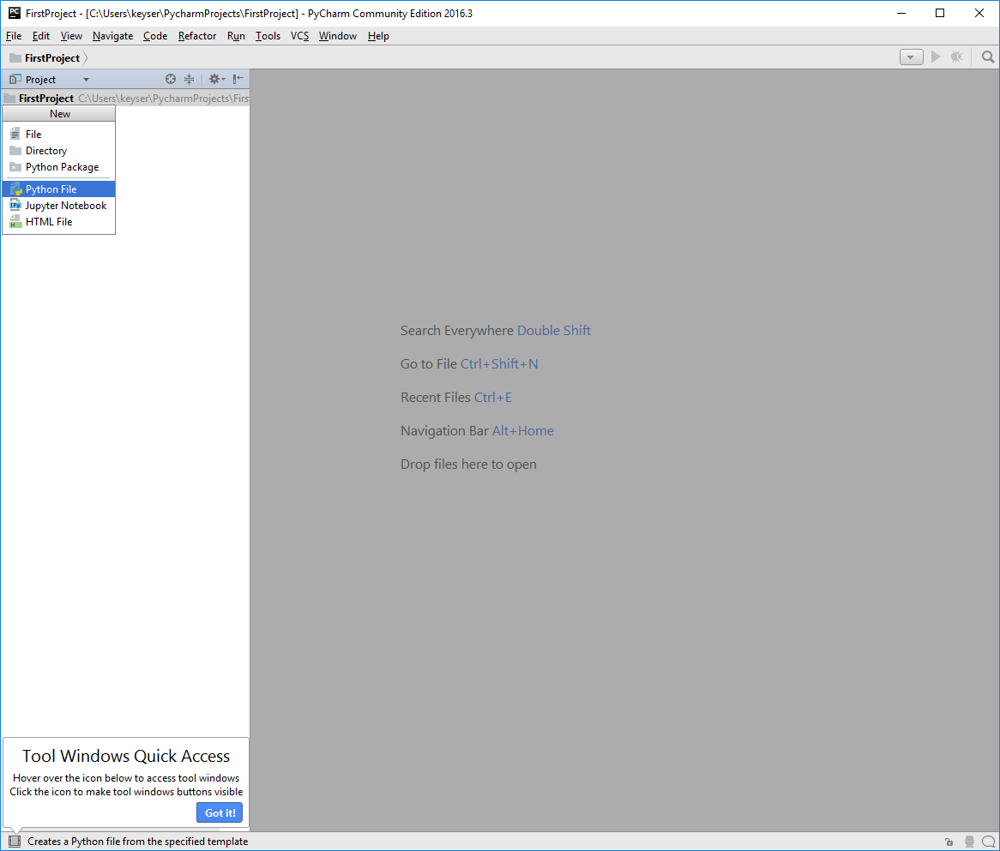 PC FirstProject - [C:\Users\keyser\PycharmProjects\FirstProject] - PyCharm Community Edition 2016.3
File Edit View Navigate Code Refactor Run Tools VCS Window Help
FirstProject
Project
FirstProject C:\Users\keyser\PycharmProjects\Firs
New
File
Directory
Python Package
Python File
IPy Jupyter Notebook
H HTML File
Search Everywhere Double Shift
Go to File Ctrl+Shift+N
Recent Files Ctrl+E
Navigation Bar Alt+Home
Drop files here to open
Tool Windows Quick Access
Hover over the icon below to access tool windows
Click the icon to make tool windows buttons visible
Got it!
Creates a Python file from the specified template